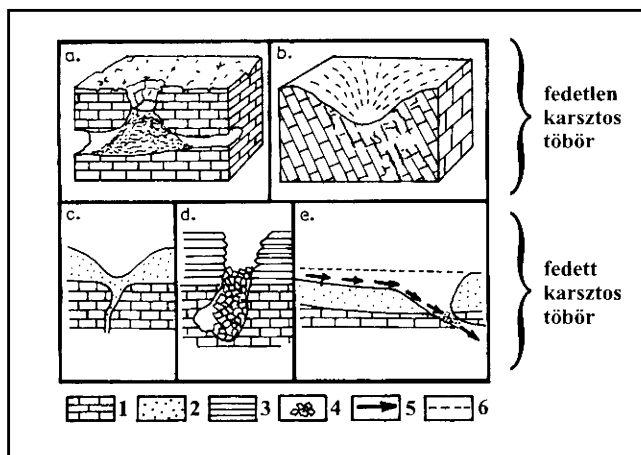 a.
b.
fedetlen
karsztos
töbör
c.
d.
e.
fedett
karsztos
töbör
1
2
3
4
5
6